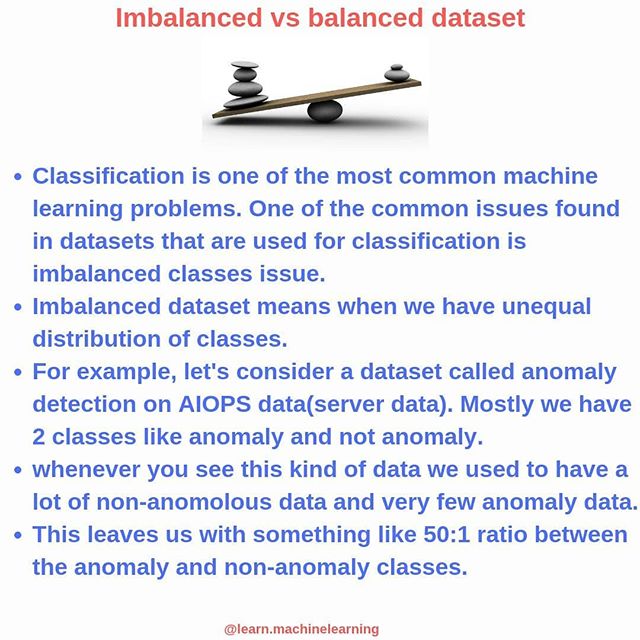 Imbalanced vs balanced dataset
• Classification is one of the most common machine
learning problems. One of the common issues found
in datasets that are used for classification is
imbalanced classes issue.
• Imbalanced dataset means when we have unequal
distribution of classes.
• For example, let's consider a dataset called anomaly
detection on AIOPS data(server data). Mostly we have
2 classes like anomaly and not anomaly.
• whenever you see this kind of data we used to have a
lot of non-anomolous data and very few anomaly data.
• This leaves us with something like 50:1 ratio between
the anomaly and non-anomaly classes.
@learn.machinelearning